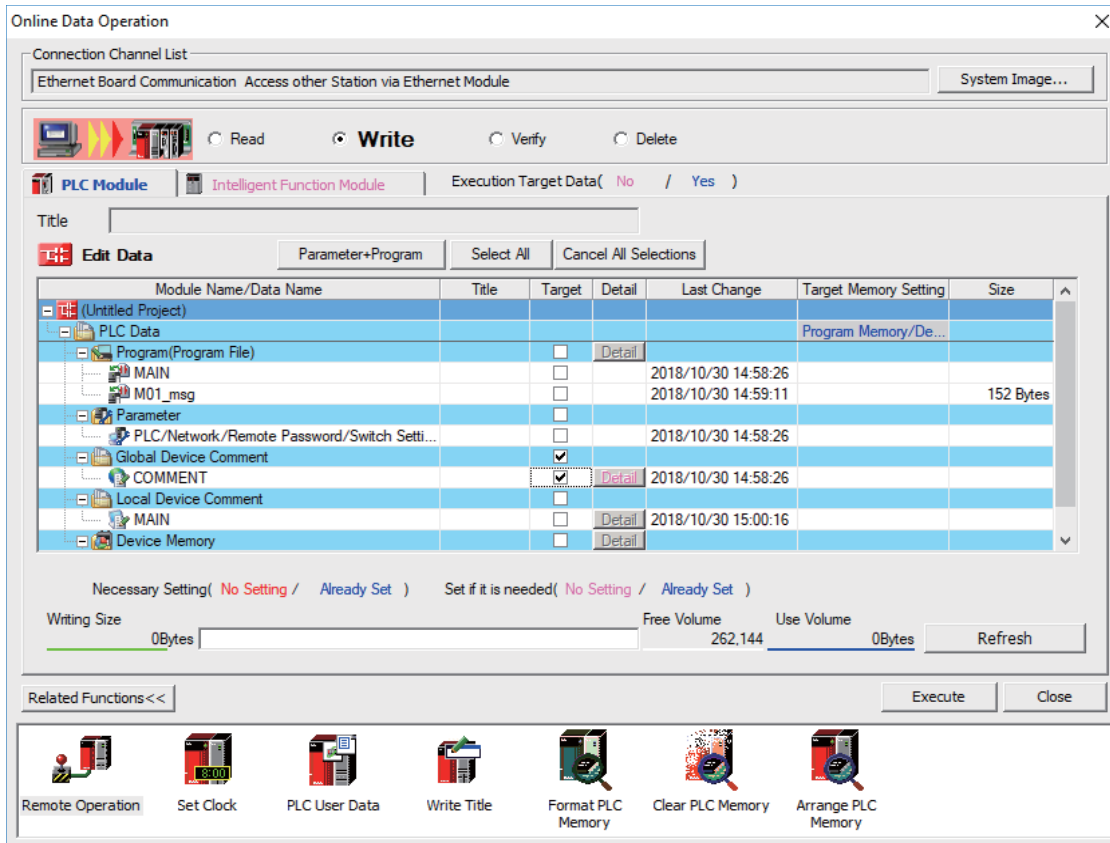 Online Data Operation
Connection Channel List
Ethernet Board Communication Access other Station via Ethernet Module
System Image...
Read Write Verify Delete
PLC Module Intelligent Function Module Execution Target Data( No / Yes )
Title
Edit Data Parameter+Program Select All Cancel All Selections
Module Name/Data Name Title Target Detail Last Change Target Memory Setting Size
(Untitled Project)
PLC Data Program Memory/De...
Program(Program File) Detail
MAIN 2018/10/30 14:58:26
M01_msg 2018/10/30 14:59:11 152 Bytes
Parameter
PLC/Network/Remote Password/Switch Setti... 2018/10/30 14:58:26
Global Device Comment
COMMENT Detail 2018/10/30 14:58:26
Local Device Comment
MAIN Detail 2018/10/30 15:00:16
Device Memory Detail
Necessary Setting( No Setting / Already Set ) Set if it is needed( No Setting / Already Set )
Writing Size Free Volume Use Volume
0Bytes 262,144 0Bytes Refresh
Related Functions<< Execute Close
8:00
Remote Operation Set Clock PLC User Data Write Title Format PLC Clear PLC Memory Arrange PLC
Memory Memory